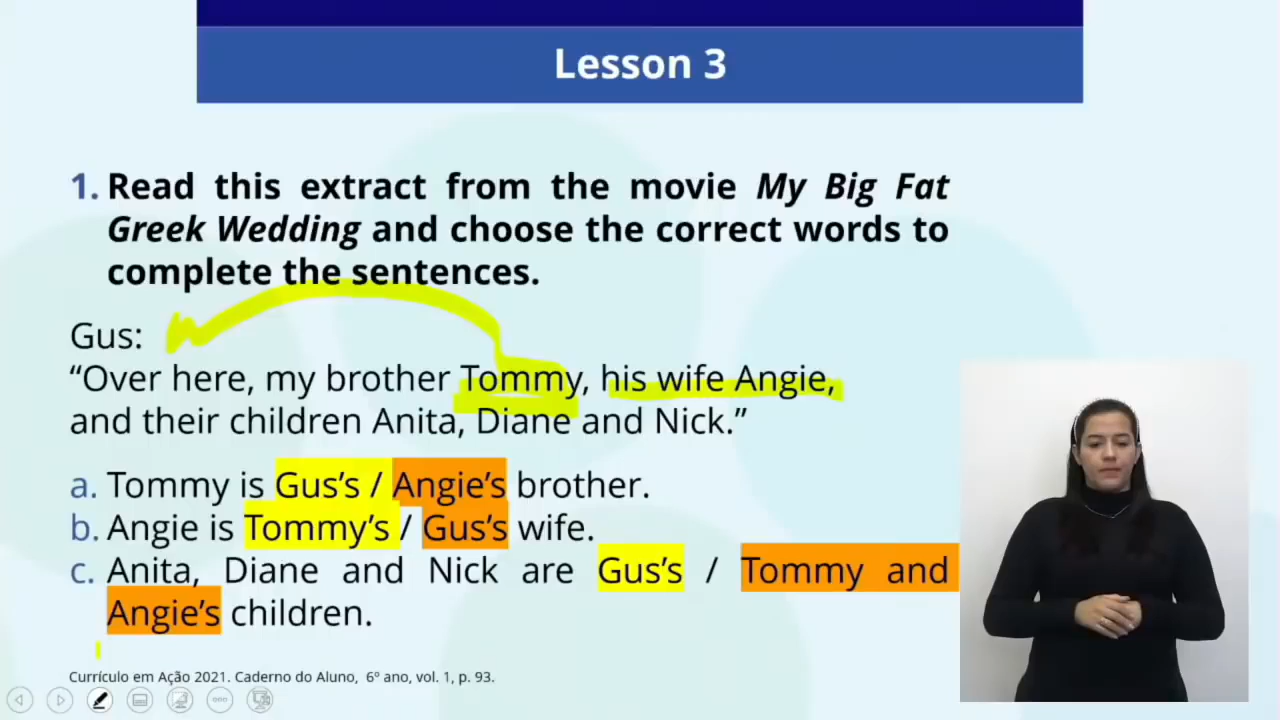 Lesson 3
1. Read this extract from the movie My Big Fat
Greek Wedding and choose the correct words to
complete the sentences.
Gus:
“Over here, my brother Tommy, his wife Angie,
and their children Anita, Diane and Nick.”
a. Tommy is Gus’s / Angie’s brother.
b. Angie is Tommy’s / Gus’s wife.
c. Anita, Diane and Nick are Gus’s / Tommy and
Angie’s children.
Currículo em Ação 2021. Caderno do Aluno, 6º ano, vol. 1, p. 93.